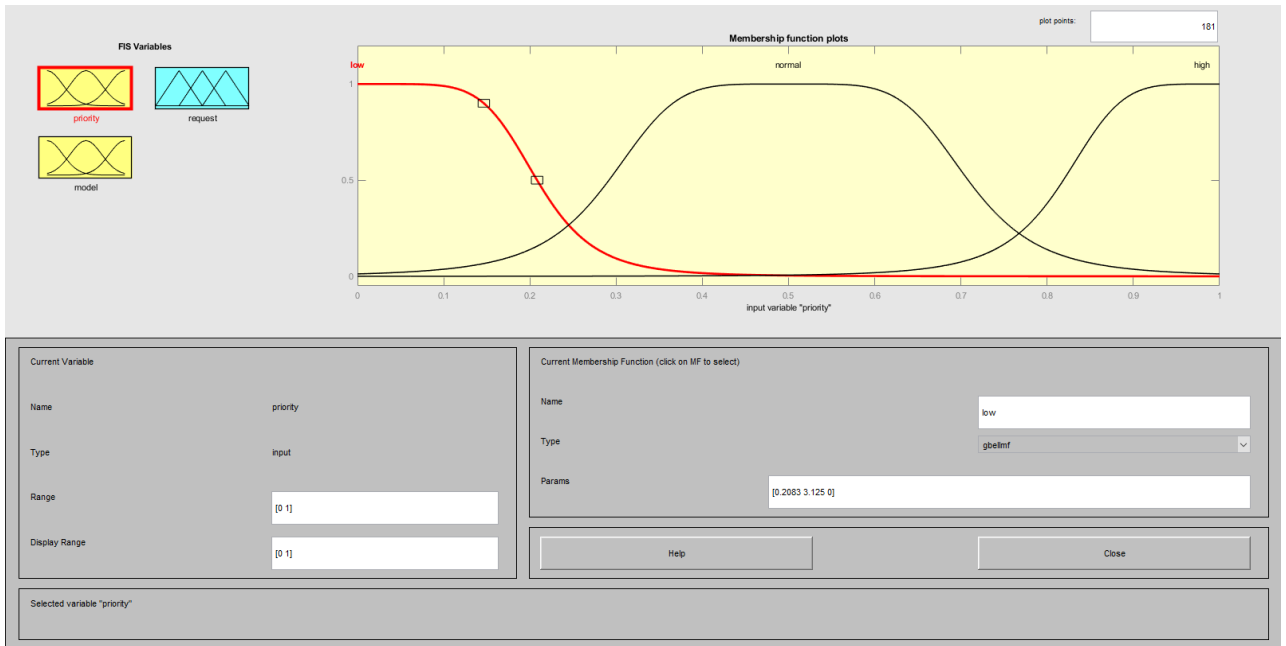 plot points:
181
FIS Variables
Membership function plots
priority
request
model
low
normal
high
1
0.5
0
0 0.1 0.2 0.3 0.4 0.5 0.6 0.7 0.8 0.9 1
input variable "priority"
Current Variable
Name priority
Type input
Range [0 1]
Display Range [0 1]
Current Membership Function (click on MF to select)
Name low
Type gbellmf
Params [0.2083 3.125 0]
Help
Close
Selected variable "priority"